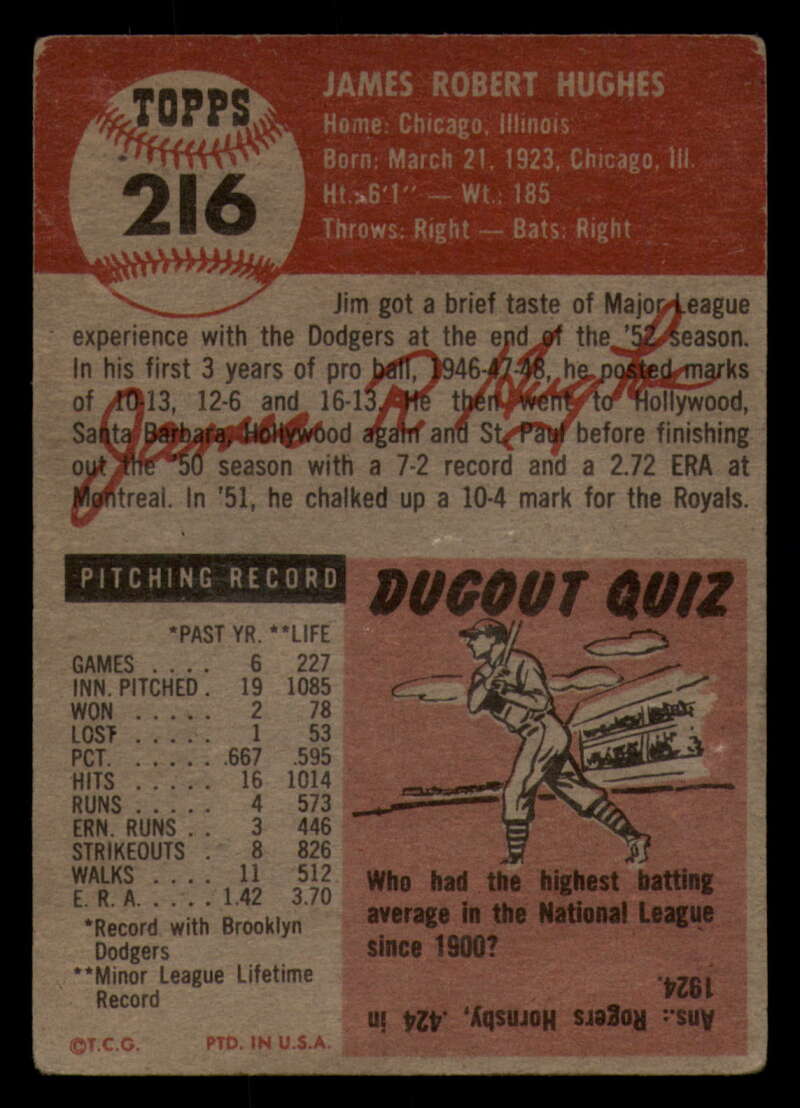 TOPPS
216
JAMES ROBERT HUGHES
Home: Chicago, Illinois
Born: March 21, 1923, Chicago, Ill.
Ht.: 6'1" — Wt.: 185
Throws: Right — Bats: Right
Jim got a brief taste of Major League
experience with the Dodgers at the end of the '52 season.
In his first 3 years of pro ball, 1946-47-48, he posted marks
of 10-13, 12-6 and 16-13. He then went to Hollywood,
Santa Barbara, Hollywood again and St. Paul before finishing
out the '50 season with a 7-2 record and a 2.72 ERA at
Montreal. In '51, he chalked up a 10-4 mark for the Royals.
James R Hughes
PITCHING RECORD
*PAST YR. **LIFE
GAMES . . . . 6 227
INN. PITCHED . 19 1085
WON . . . . . 2 78
LOST . . . . . 1 53
PCT. . . . . . .667 .595
HITS . . . . . 16 1014
RUNS . . . . . 4 573
ERN. RUNS . . 3 446
STRIKEOUTS . 8 826
WALKS . . . . 11 512
E. R. A. . . . . 1.42 3.70
*Record with Brooklyn
Dodgers
**Minor League Lifetime
Record
©T.C.G. PTD. IN U.S.A.
DUGOUT QUIZ
Who had the highest batting
average in the National League
since 1900?
Ans.: Rogers Hornsby, .424 in
1924.